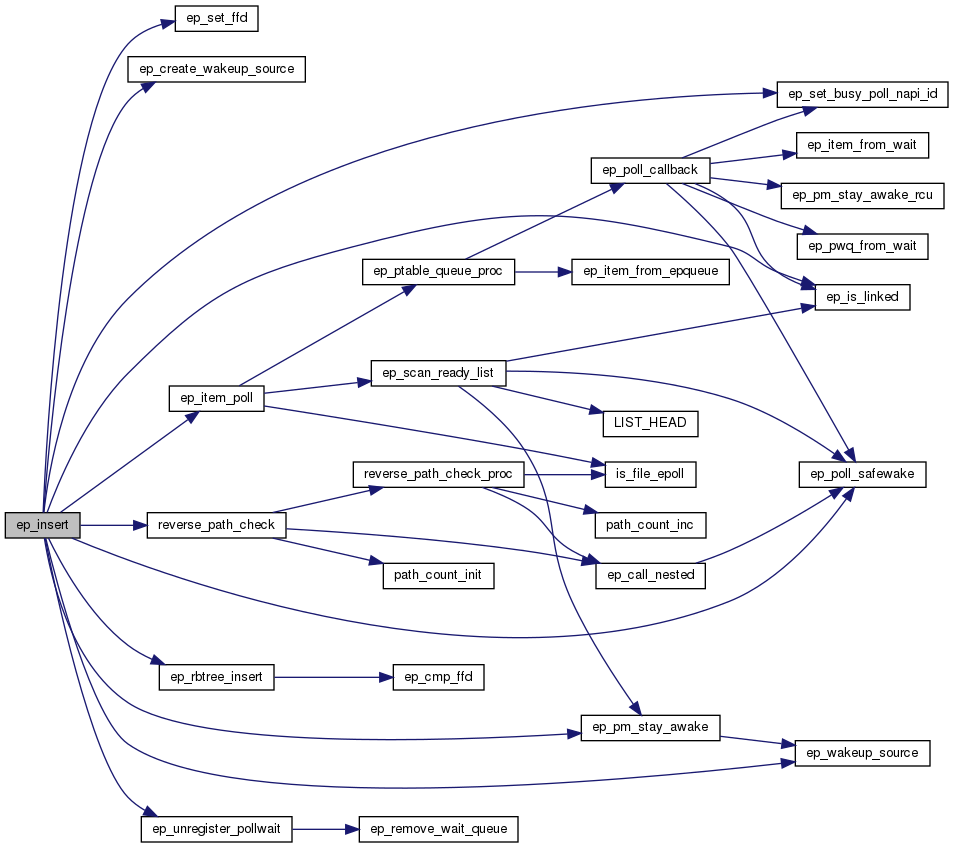 ep_set_ffd
ep_create_wakeup_source
ep_set_busy_poll_napi_id
ep_item_from_wait
ep_poll_callback
ep_pm_stay_awake_rcu
ep_pwq_from_wait
ep_ptable_queue_proc
ep_item_from_epqueue
ep_is_linked
ep_scan_ready_list
ep_item_poll
LIST_HEAD
reverse_path_check_proc
is_file_epoll
ep_poll_safewake
ep_insert
reverse_path_check
path_count_inc
path_count_init
ep_call_nested
ep_rbtree_insert
ep_cmp_ffd
ep_pm_stay_awake
ep_wakeup_source
ep_unregister_pollwait
ep_remove_wait_queue